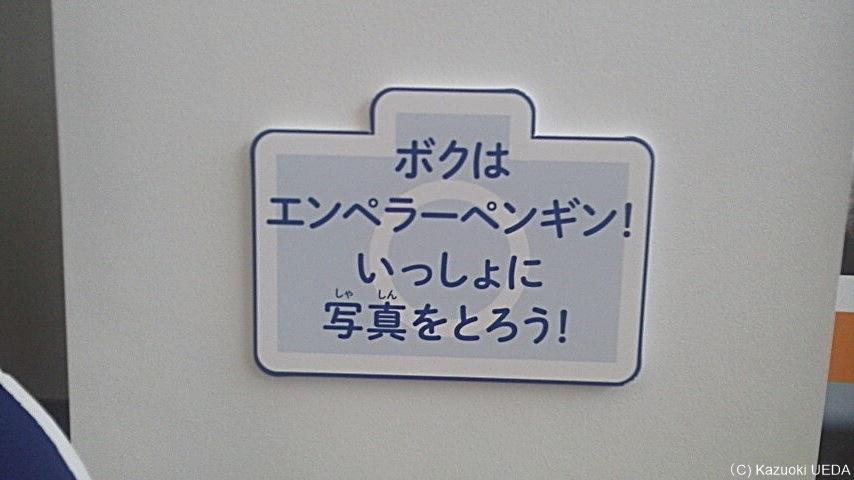 ボクは
エンペラーペンギン!
いっしょに
写真をとろう!
しゃ しん
(C) Kazuoki UEDA